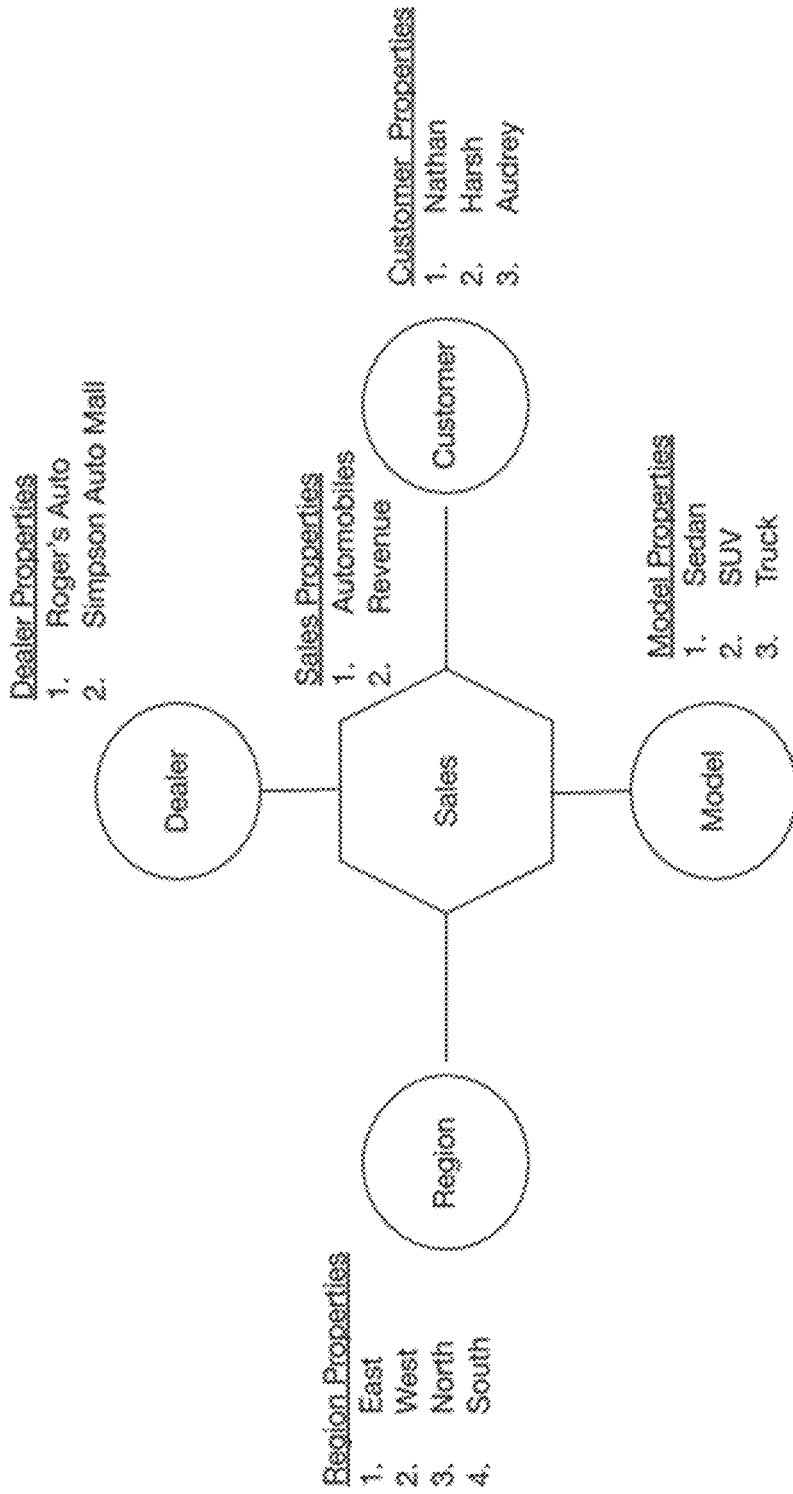 Dealer Properties
1. Roger's Auto
2. Simpson Auto Mall
Dealer
Sales Properties
1. Automobiles
2. Revenue
Region Properties
1. East
2. West
3. North
4. South
Region
Sales
Customer
Customer Properties
1. Nathan
2. Harsh
3. Audrey
Model
Model Properties
1. Sedan
2. SUV
3. Truck